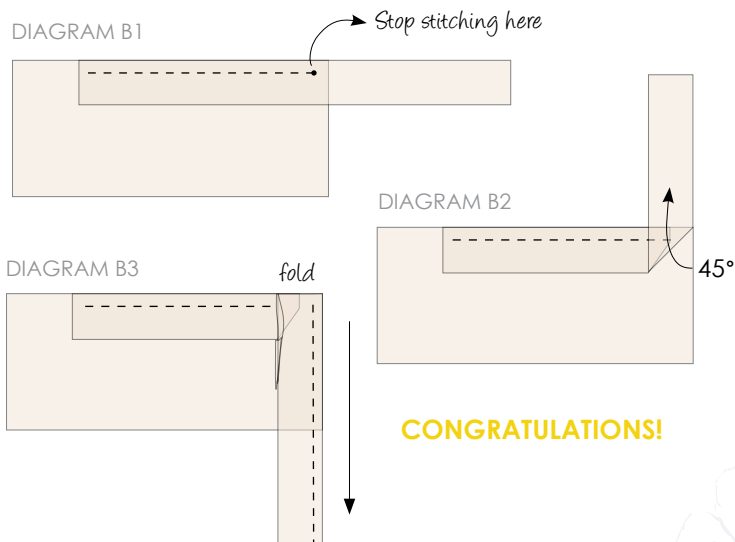 DIAGRAM B1
Stop stitching here
DIAGRAM B2
45°
DIAGRAM B3
fold
CONGRATULATIONS!